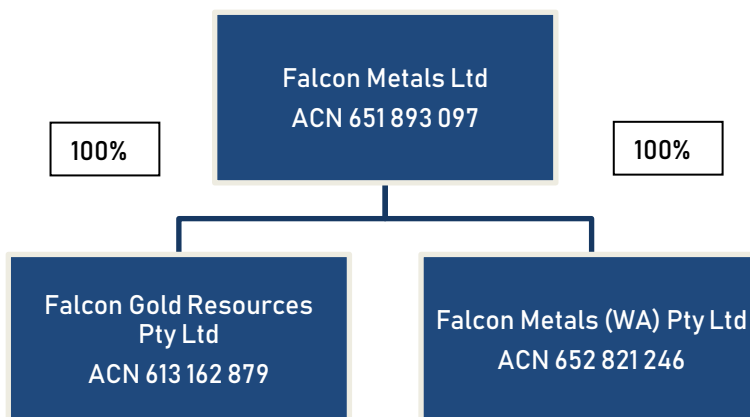 Falcon Metals Ltd
ACN 651 893 097
100%
100%
Falcon Gold Resources
Pty Ltd
ACN 613 162 879
Falcon Metals (WA) Pty Ltd
ACN 652 821 246